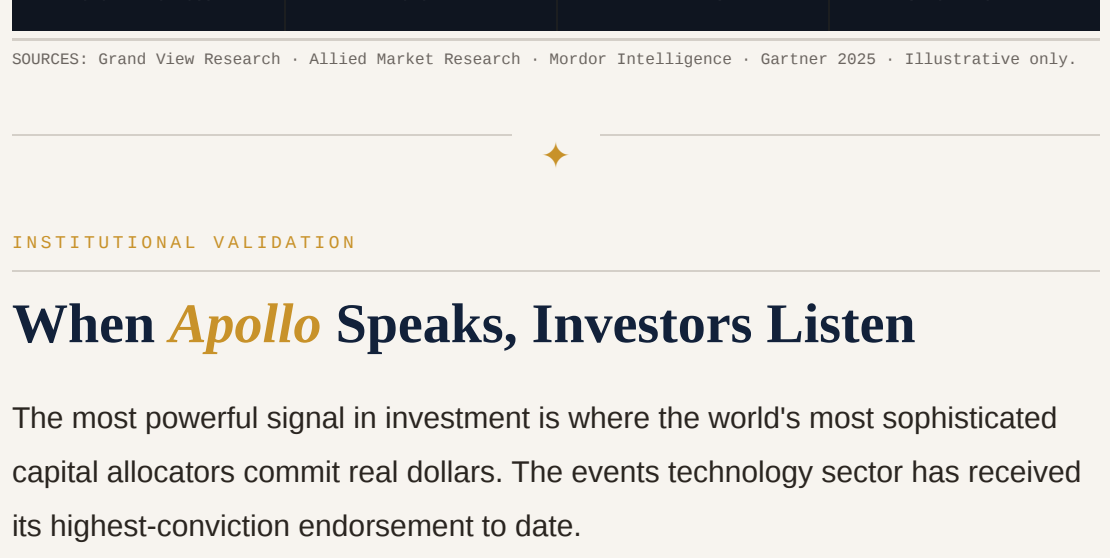 SOURCES: Grand View Research · Allied Market Research · Mordor Intelligence · Gartner 2025 · Illustrative only.
INSTITUTIONAL VALIDATION
When Apollo Speaks, Investors Listen
The most powerful signal in investment is where the world's most sophisticated
capital allocators commit real dollars. The events technology sector has received
its highest-conviction endorsement to date.